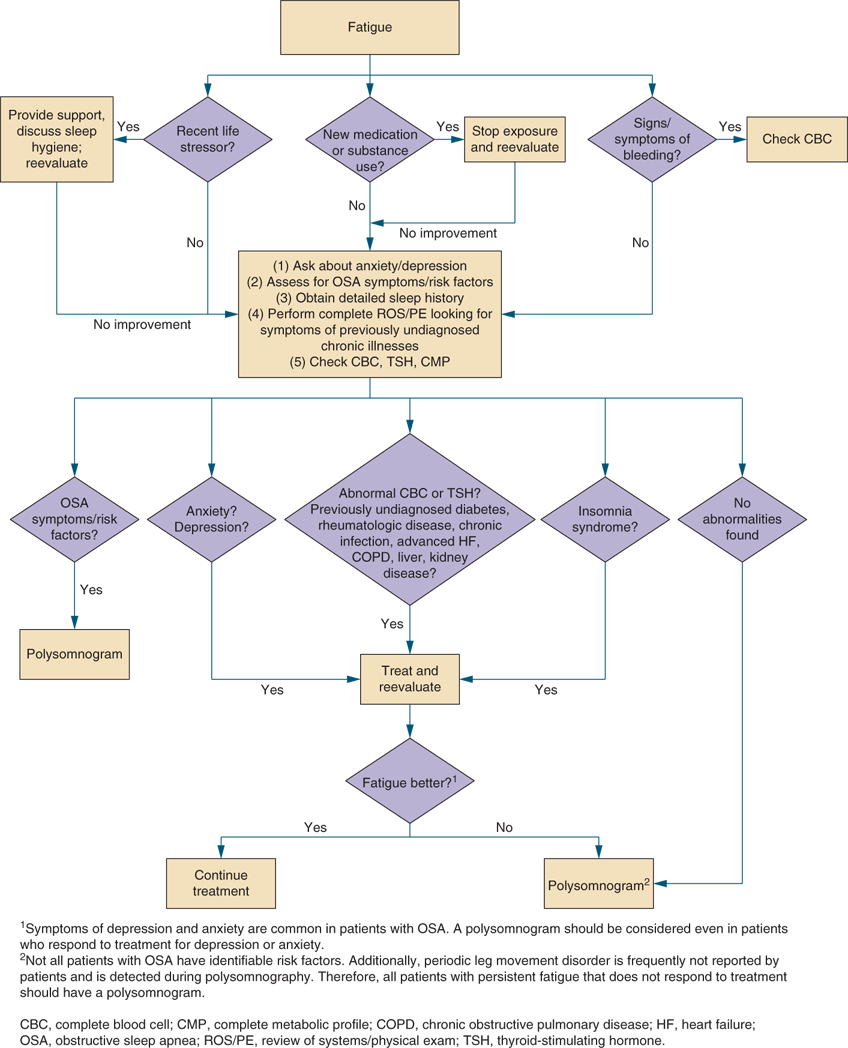 Fatigue
Provide support,
discuss sleep
hygiene;
reevaluate
Yes
Recent life
stressor?
New medication
or substance
use?
Yes
Stop exposure
and reevaluate
Signs/
symptoms of
bleeding?
Yes
Check CBC
No
No
No improvement
No
No improvement
(1) Ask about anxiety/depression
(2) Assess for OSA symptoms/risk factors
(3) Obtain detailed sleep history
(4) Perform complete ROS/PE looking for
symptoms of previously undiagnosed
chronic illnesses
(5) Check CBC, TSH, CMP
OSA
symptoms/risk
factors?
Anxiety?
Depression?
Abnormal CBC or TSH?
Previously undiagnosed diabetes,
rheumatologic disease, chronic
infection, advanced HF,
COPD, liver, kidney
disease?
Insomnia
syndrome?
No
abnormalities
found
Yes
Polysomnogram
Yes
Yes
Treat and
reevaluate
Yes
Fatigue better?¹
Yes
No
Continue
treatment
Polysomnogram²
¹Symptoms of depression and anxiety are common in patients with OSA. A polysomnogram should be considered even in patients
who respond to treatment for depression or anxiety.
²Not all patients with OSA have identifiable risk factors. Additionally, periodic leg movement disorder is frequently not reported by
patients and is detected during polysomnography. Therefore, all patients with persistent fatigue that does not respond to treatment
should have a polysomnogram.
CBC, complete blood cell; CMP, complete metabolic profile; COPD, chronic obstructive pulmonary disease; HF, heart failure;
OSA, obstructive sleep apnea; ROS/PE, review of systems/physical exam; TSH, thyroid-stimulating hormone.